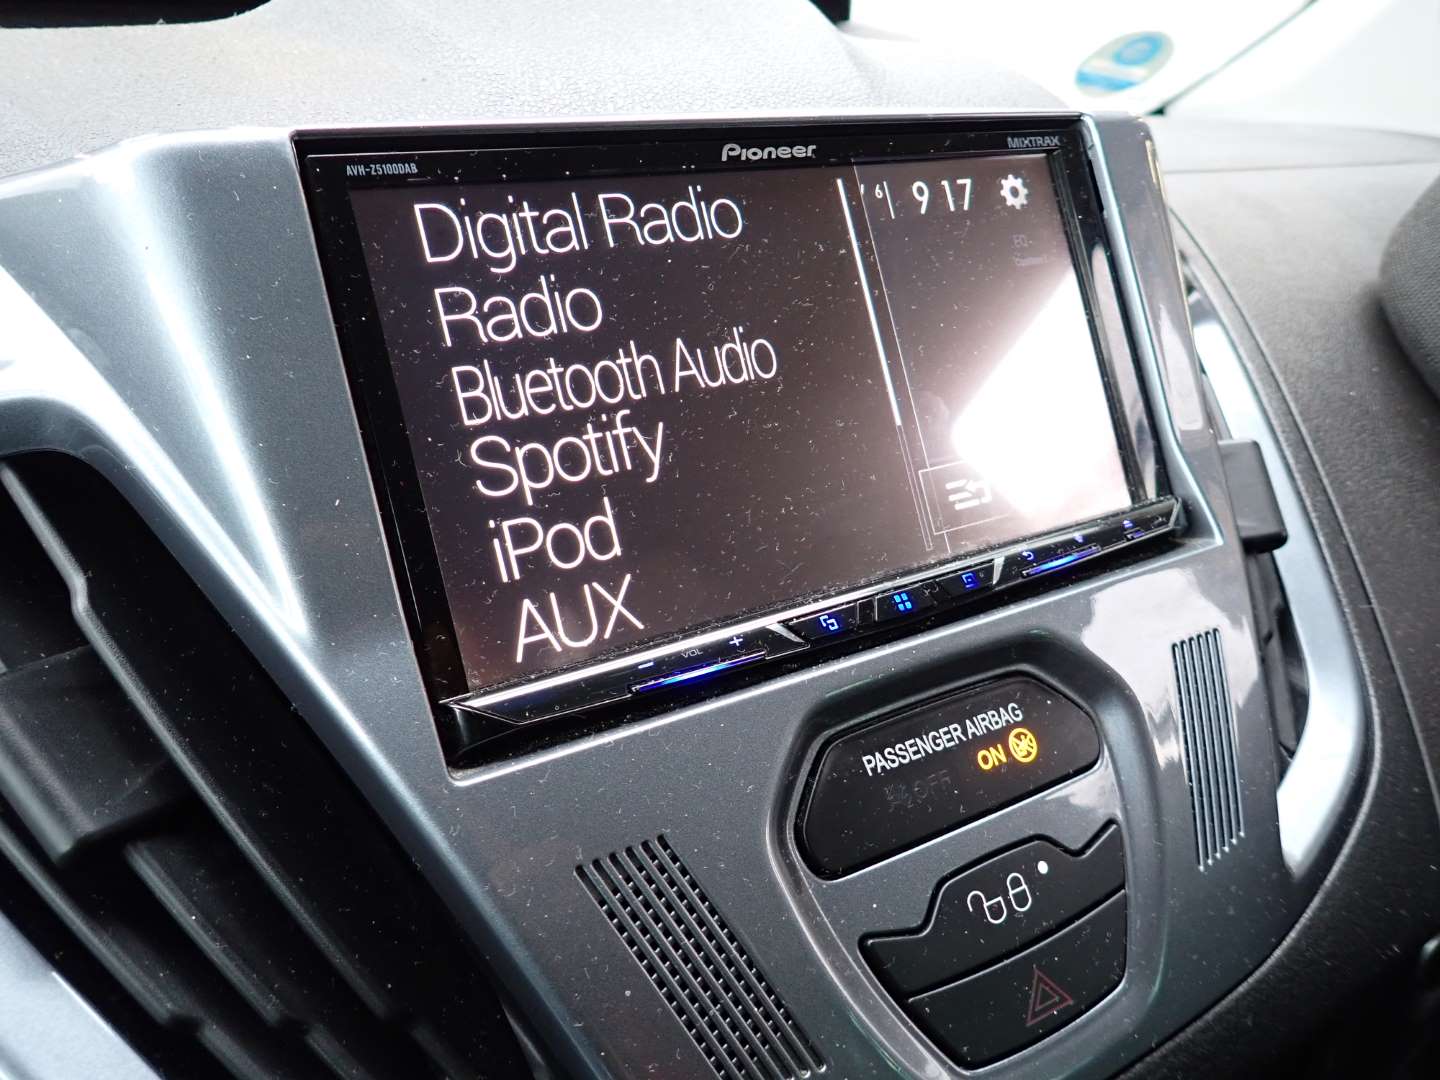 AVH-Z5100DAB
Pioneer
MIXTRAX
Digital Radio
Radio
Bluetooth Audio
Spotify
iPod
AUX
9 17
VOL
PASSENGER AIRBAG
OFF
ON